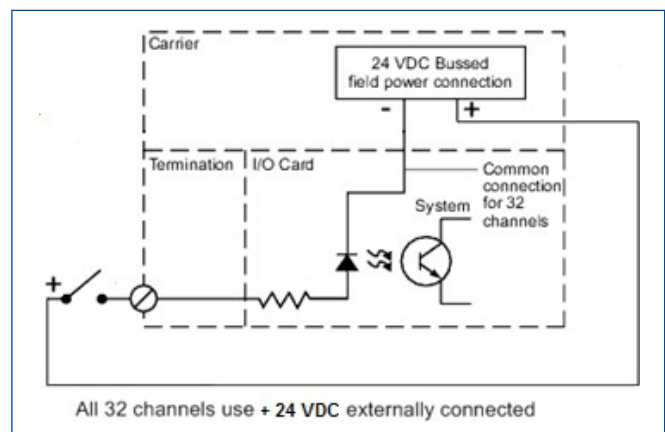 Carrier
24 VDC Bussed
field power connection
- +
Termination
I/O Card
Common
connection
for 32
channels
System
+
All 32 channels use + 24 VDC externally connected